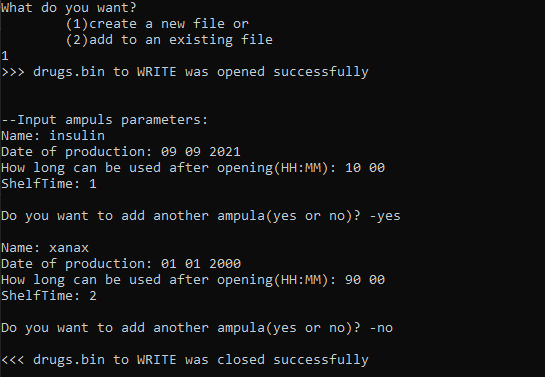 What do you want?
(1)create a new file or
(2)add to an existing file
1
>>> drugs.bin to WRITE was opened successfully
--Input ampuls parameters:
Name: insulin
Date of production: 09 09 2021
How long can be used after opening(HH:MM): 10 00
ShelfTime: 1
Do you want to add another ampula(yes or no)? -yes
Name: xanax
Date of production: 01 01 2000
How long can be used after opening(HH:MM): 90 00
ShelfTime: 2
Do you want to add another ampula(yes or no)? -no
<<< drugs.bin to WRITE was closed successfully